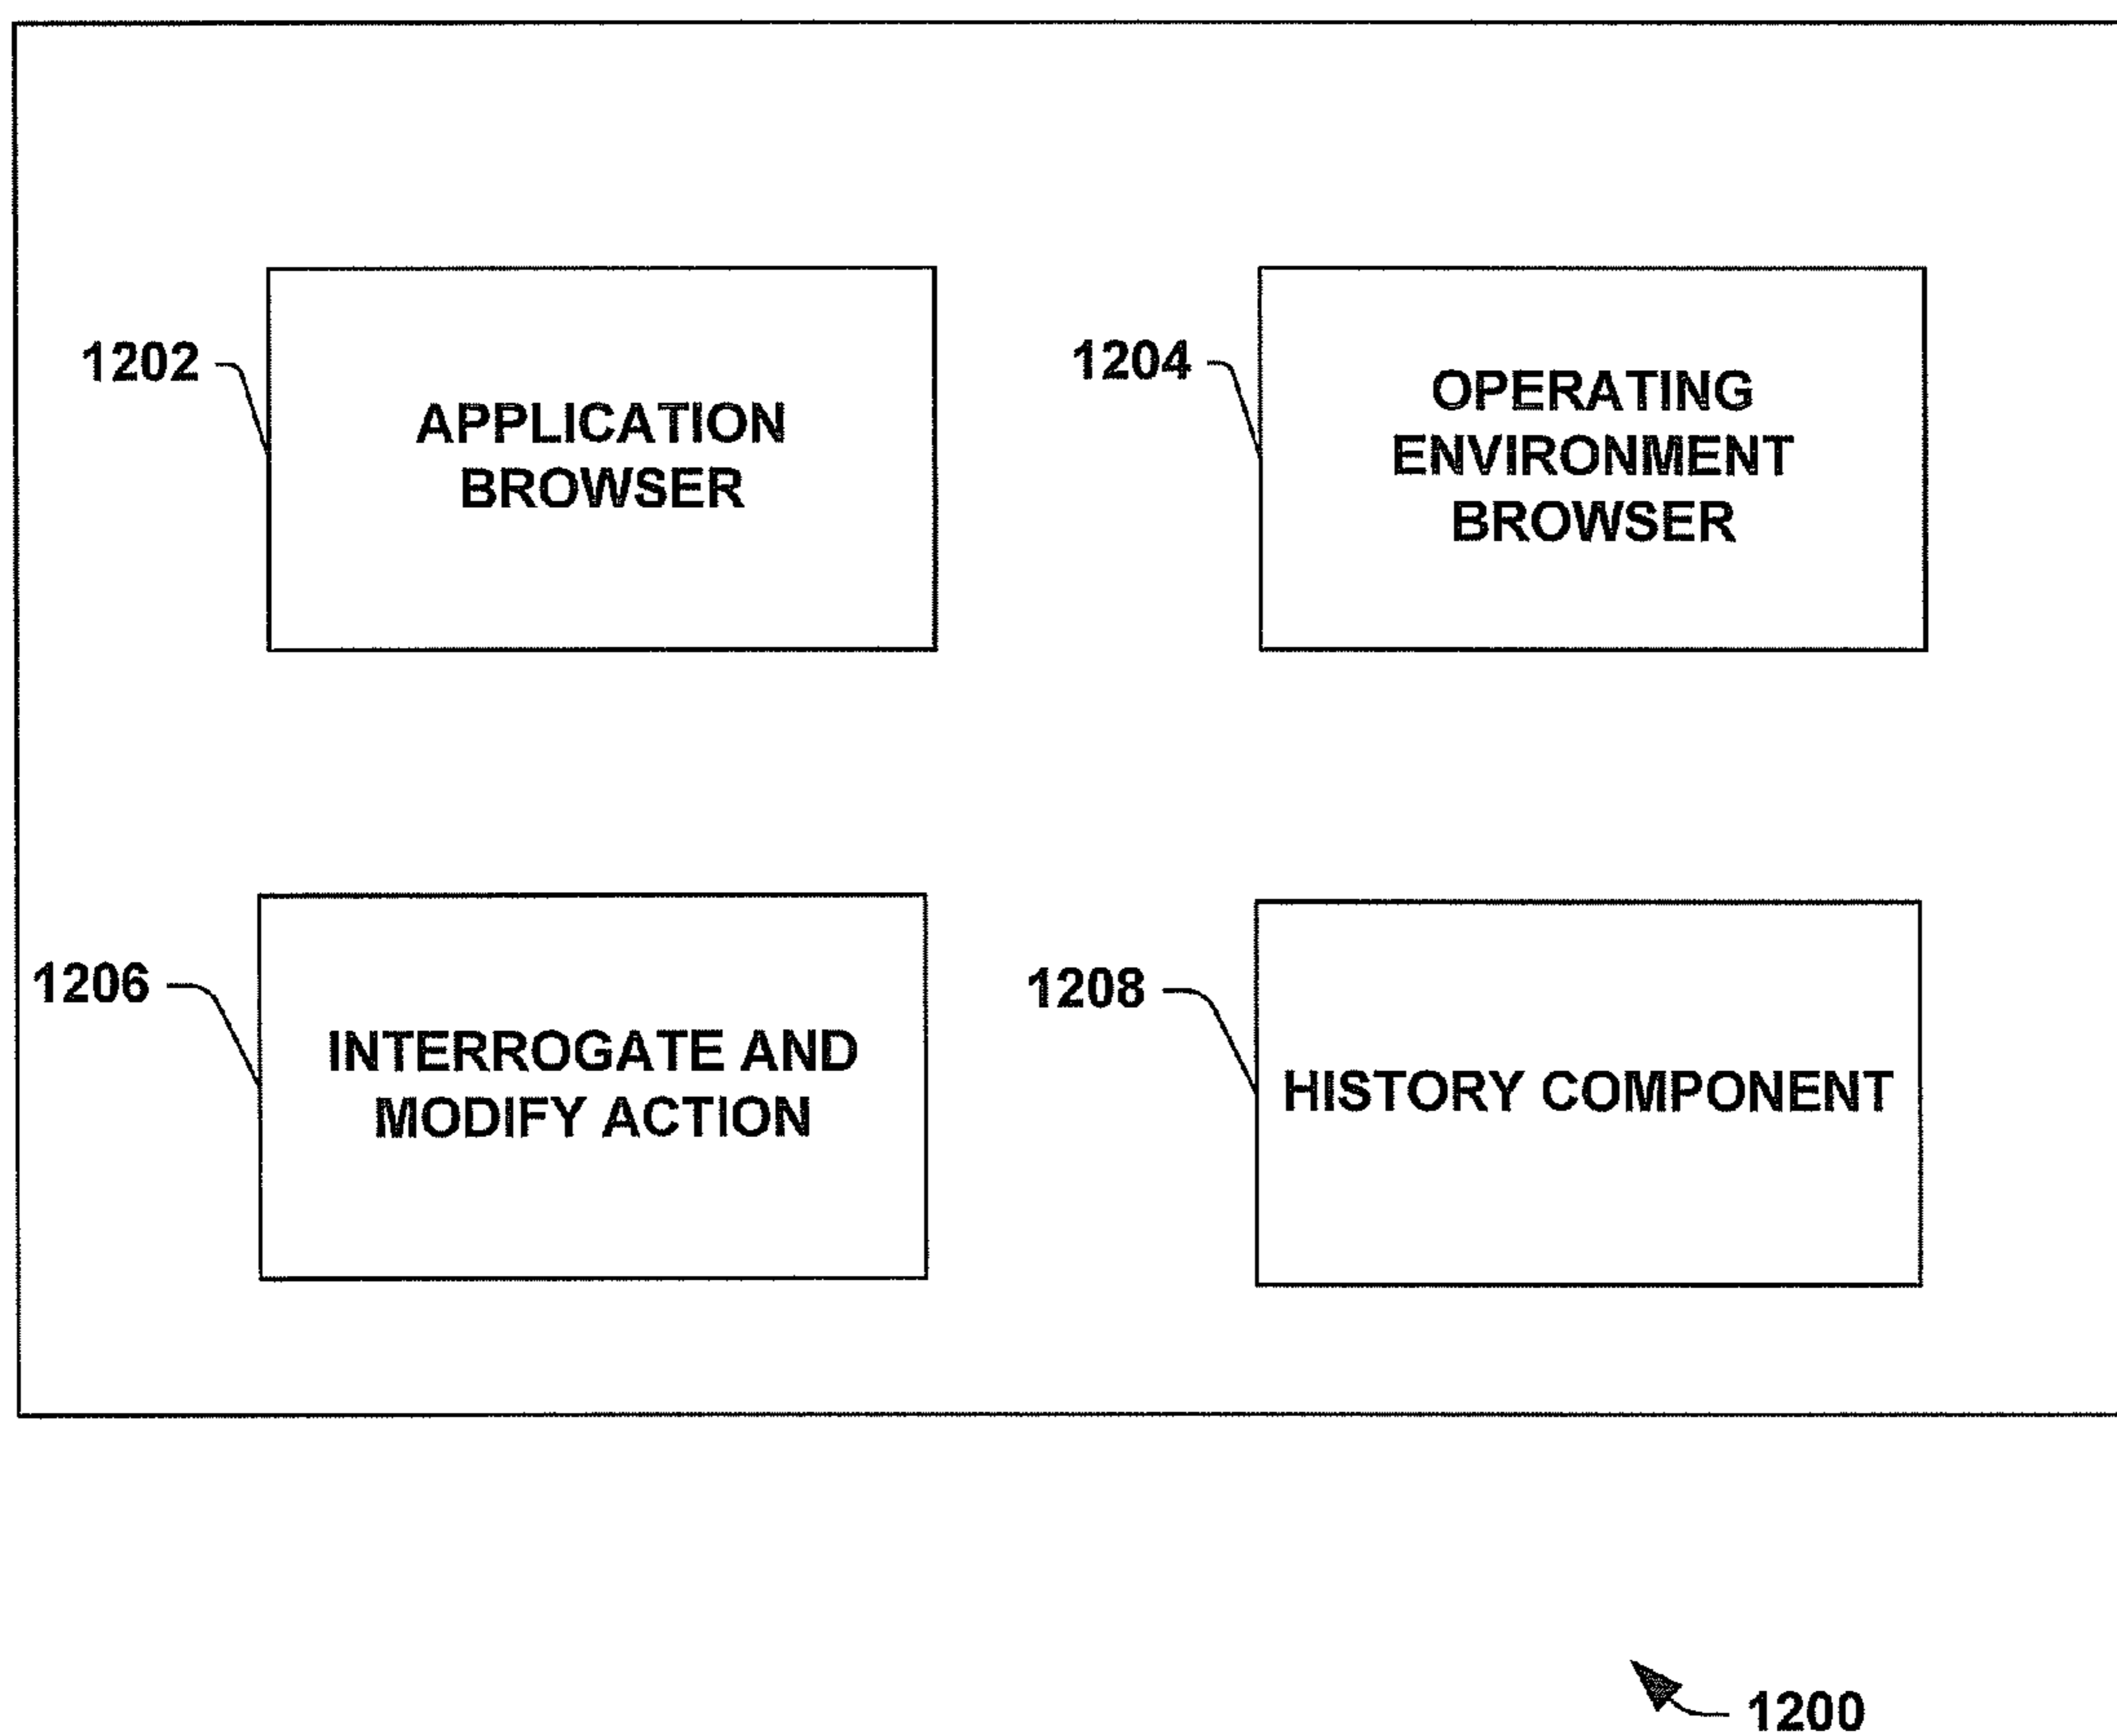 1202
APPLICATION
BROWSER
1204
OPERATING
ENVIRONMENT
BROWSER
1206
INTERROGATE AND
MODIFY ACTION
1208
HISTORY COMPONENT
1200